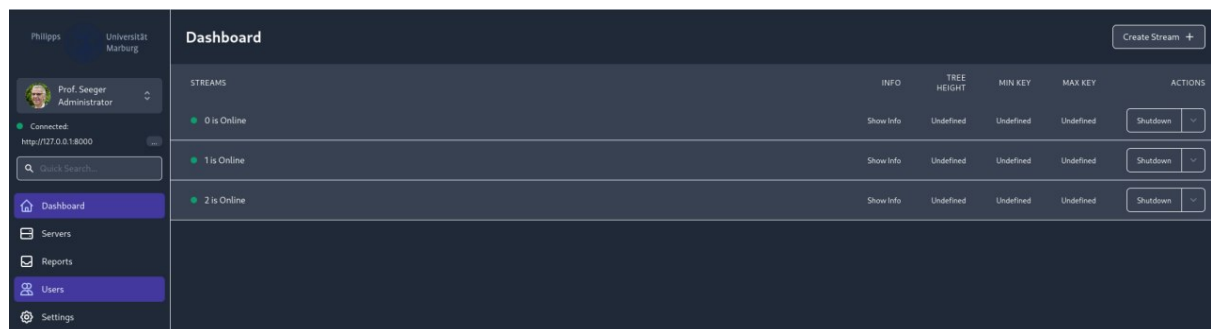 Philipps Universität
Marburg
Prof. Seeger
Administrator
Connected:
http://127.0.0.1:8000
...
Quick Search...
Dashboard
Servers
Reports
Users
Settings
Dashboard
Create Stream +
STREAMS INFO TREE HEIGHT MIN KEY MAX KEY ACTIONS
0 is Online Show Info Undefined Undefined Undefined Shutdown
1 is Online Show Info Undefined Undefined Undefined Shutdown
2 is Online Show Info Undefined Undefined Undefined Shutdown